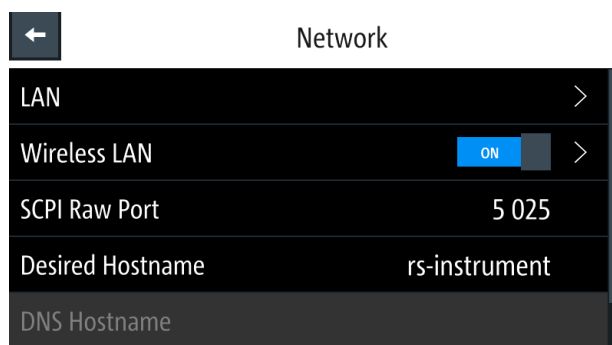 Network
LAN
Wireless LAN ON
SCPI Raw Port 5 025
Desired Hostname rs-instrument
DNS Hostname